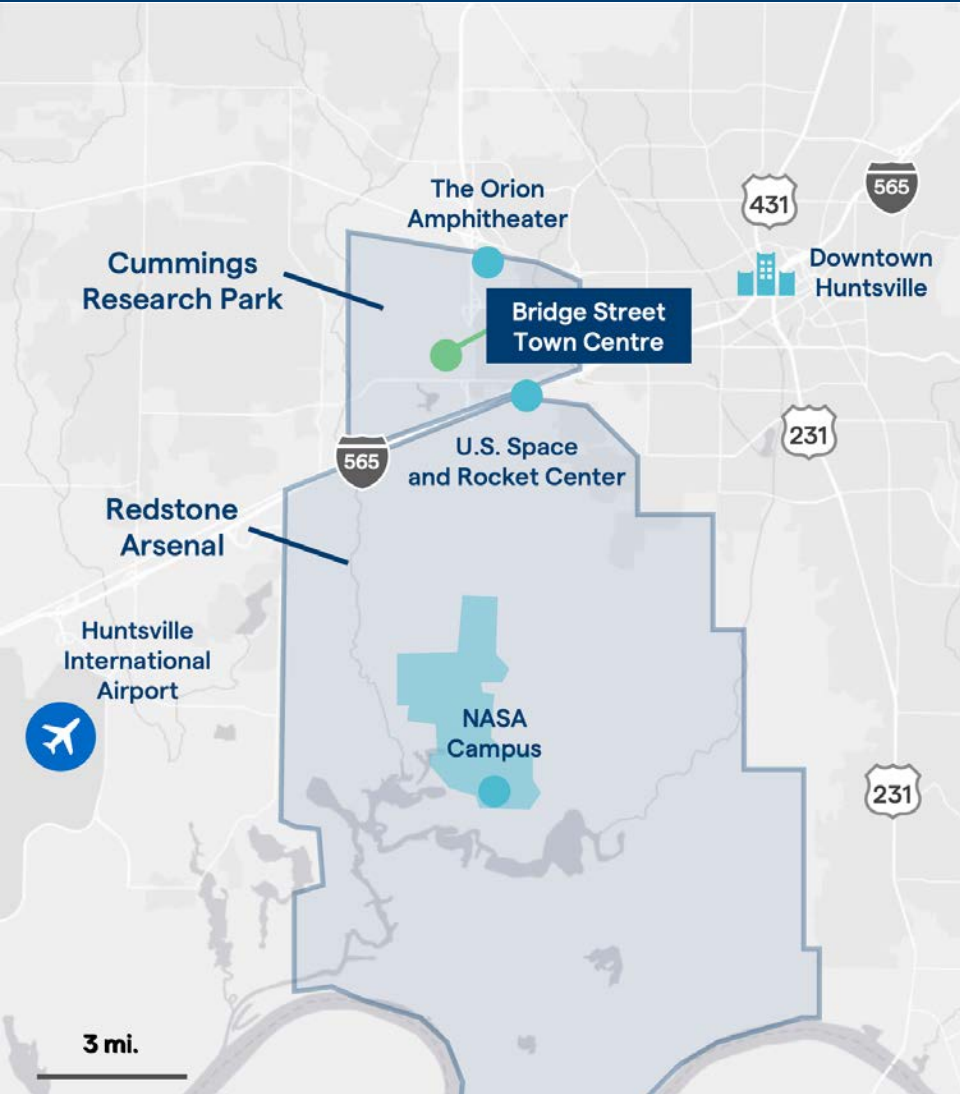 The Orion
Amphitheater
431
565
Cummings
Research Park
Downtown
Huntsville
Bridge Street
Town Centre
231
565
U.S. Space
and Rocket Center
Redstone
Arsenal
Huntsville
International
Airport
NASA
Campus
231
3 mi.